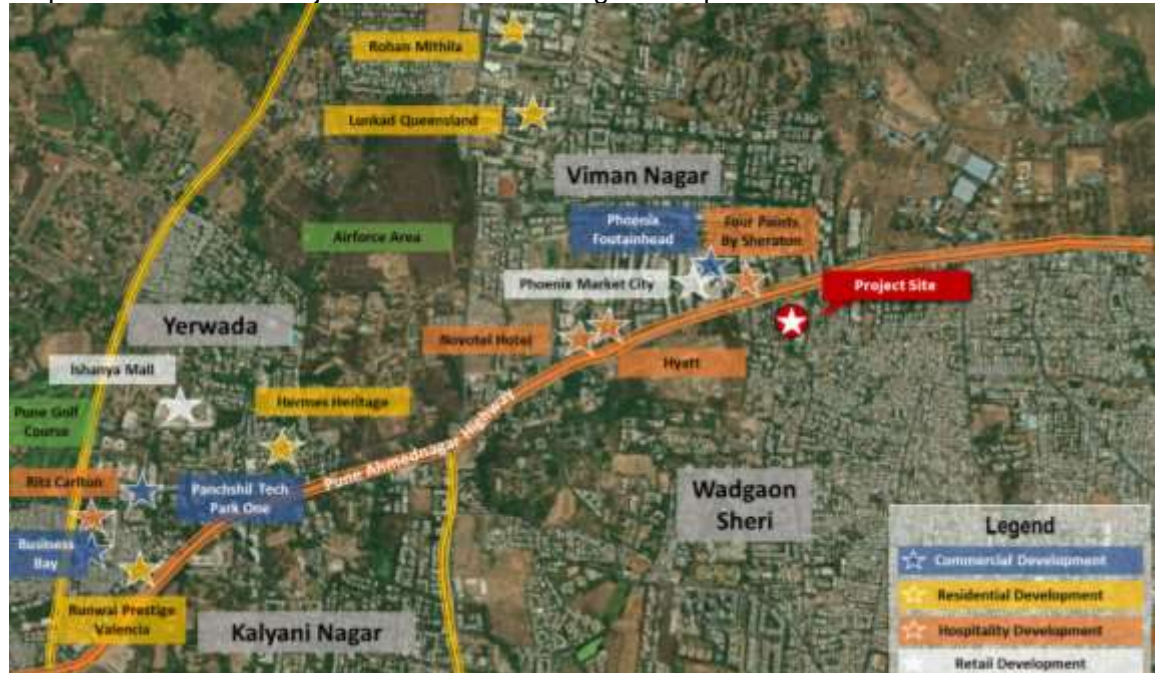 Rohan Mithila
Lunkad Queensland
Viman Nagar
Phoenix
Foutainhead
Four Points
By Sheraton
Airforce Area
Phoenix Market City
Project Site
Yerwada
Novotel Hotel
Hyatt
Ishanya Mall
Hermes Heritage
Pune Golf
Course
Pune Ahmednagar Highway
Ritz Carlton
Panchshil Tech
Park One
Wadgaon
Sheri
Business
Bay
Runwal Prestige
Valencia
Kalyani Nagar
Legend
Commercial Development
Residential Development
Hospitality Development
Retail Development